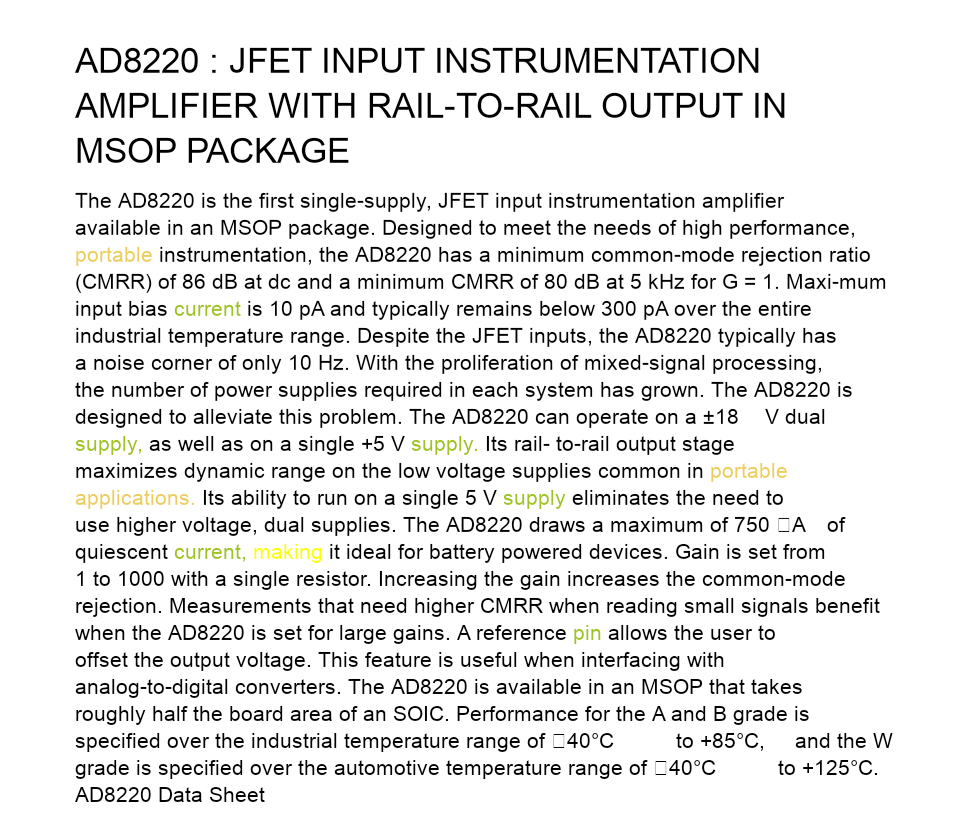 AD8220 : JFET INPUT INSTRUMENTATION
AMPLIFIER WITH RAIL-TO-RAIL OUTPUT IN
MSOP PACKAGE
The AD8220 is the first single-supply, JFET input instrumentation amplifier
available in an MSOP package. Designed to meet the needs of high performance,
portable instrumentation, the AD8220 has a minimum common-mode rejection ratio
(CMRR) of 86 dB at dc and a minimum CMRR of 80 dB at 5 kHz for G = 1. Maxi-mum
input bias current is 10 pA and typically remains below 300 pA over the entire
industrial temperature range. Despite the JFET inputs, the AD8220 typically has
a noise corner of only 10 Hz. With the proliferation of mixed-signal processing,
the number of power supplies required in each system has grown. The AD8220 is
designed to alleviate this problem. The AD8220 can operate on a ±18 V dual
supply, as well as on a single +5 V supply. Its rail- to-rail output stage
maximizes dynamic range on the low voltage supplies common in portable
applications. Its ability to run on a single 5 V supply eliminates the need to
use higher voltage, dual supplies. The AD8220 draws a maximum of 750 □A of
quiescent current, making it ideal for battery powered devices. Gain is set from
1 to 1000 with a single resistor. Increasing the gain increases the common-mode
rejection. Measurements that need higher CMRR when reading small signals benefit
when the AD8220 is set for large gains. A reference pin allows the user to
offset the output voltage. This feature is useful when interfacing with
analog-to-digital converters. The AD8220 is available in an MSOP that takes
roughly half the board area of an SOIC. Performance for the A and B grade is
specified over the industrial temperature range of □40°C to +85°C, and the W
grade is specified over the automotive temperature range of □40°C to +125°C.
AD8220 Data Sheet